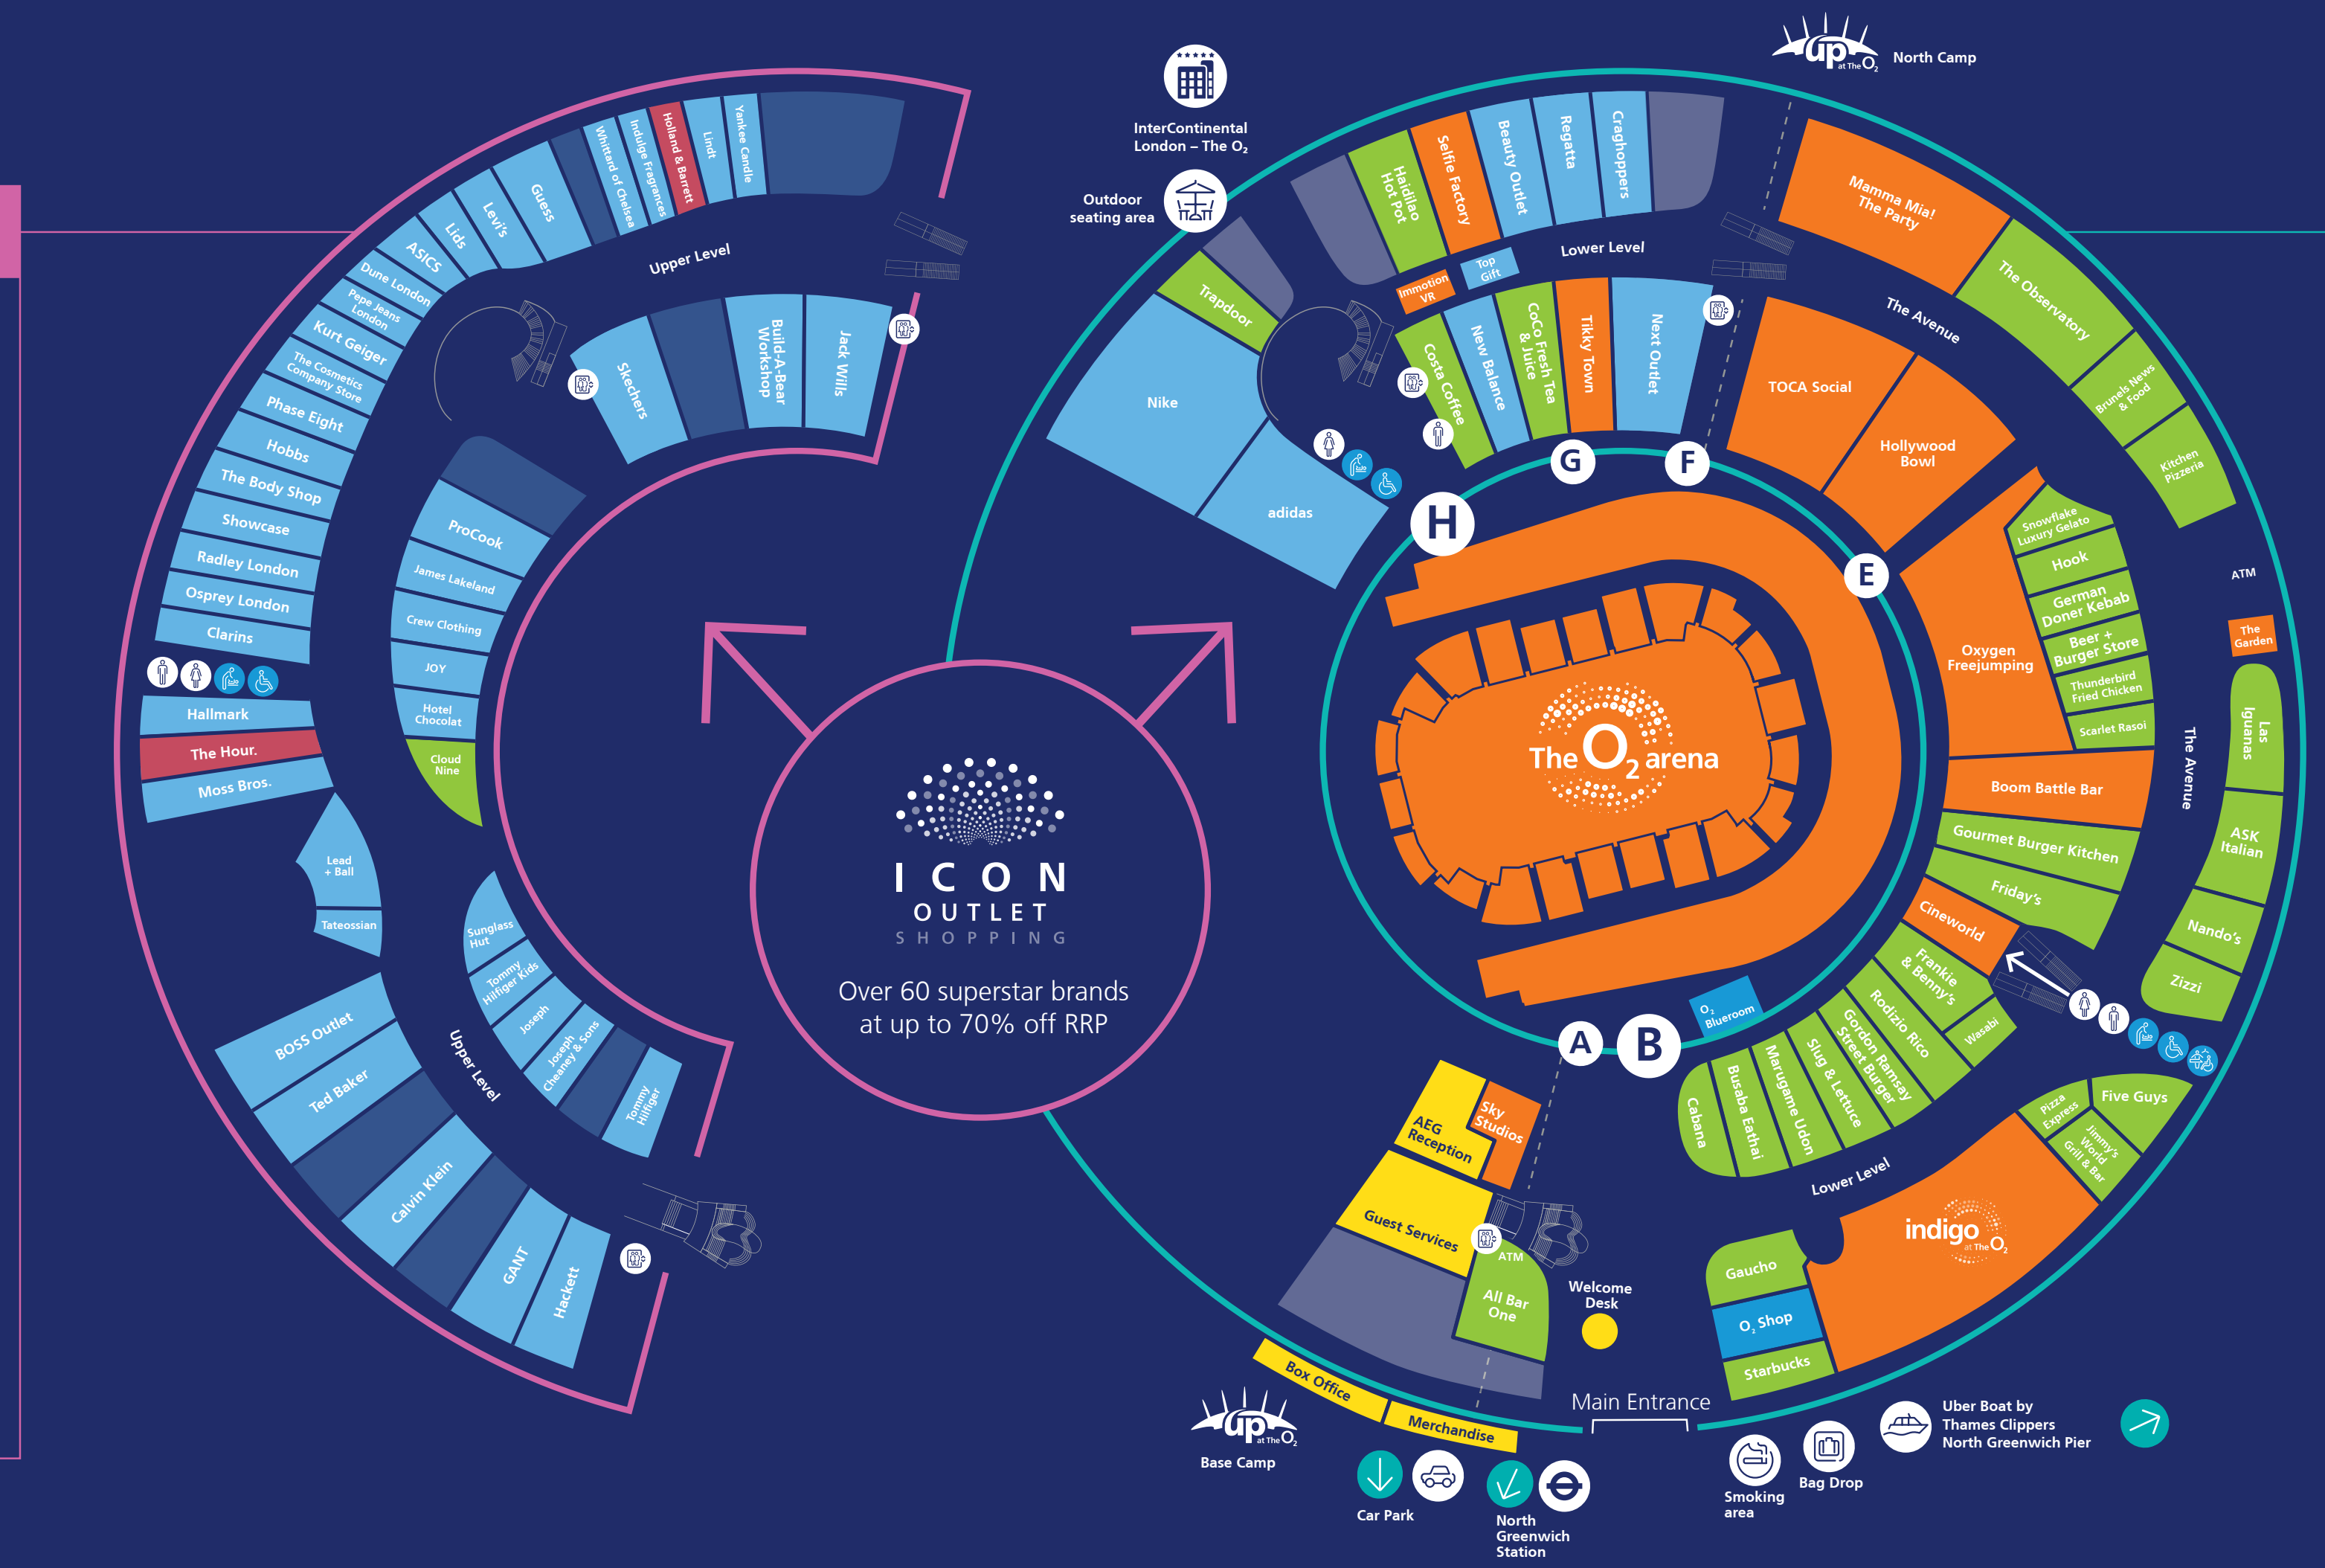 Yankee Candle
Lindt
Holland & Barrett
Indulge Fragrances
Whittard of Chelsea
Guess
Levi's
Lids
ASICS
Dune London
Pepe Jeans
London
Kurt Geiger
The Cosmetics
Company Store
Phase Eight
Hobbs
The Body Shop
Showcase
Radley London
Osprey London
Clarins
Hallmark
The Hour.
Moss Bros.
Lead
+ Ball
Tateossian
BOSS Outlet
Ted Baker
Calvin Klein
GANT
Hackett
Upper Level
Skechers
Build-A-Bear
Workshop
Jack Wills
ProCook
James Lakeland
Crew Clothing
JOY
Hotel
Chocolat
Cloud
Nine
Sunglass
Hut
Tommy
Hilfiger Kids
Joseph
Joseph
Cheaney & Sons
Tommy
Hilfiger
Upper Level
ICON
OUTLET
SHOPPING
Over 60 superstar brands
at up to 70% off RRP
InterContinental
London – The O2
Outdoor
seating area
up
at The O2
North Camp
Haidilao
Hot Pot
Selfie Factory
Beauty Outlet
Regatta
Craghoppers
Lower Level
Top
Gift
Immotion
VR
Trapdoor
Nike
adidas
Costa Coffee
New Balance
CoCo Fresh Tea
& Juice
Tikky Town
Next Outlet
H
G
F
E
A
B
Mamma Mia!
The Party
The Observatory
Brunels News
& Food
Kitchen
Pizzeria
The Avenue
TOCA Social
Hollywood
Bowl
Oxygen
Freejumping
Snowflake
Luxury Gelato
Hook
German
Doner Kebab
Beer +
Burger Store
Thunderbird
Fried Chicken
Scarlet Rasoi
ATM
The
Garden
Las
Iguanas
ASK
Italian
Nando's
Zizzi
The Avenue
Boom Battle Bar
Gourmet Burger Kitchen
Friday's
Cineworld
Frankie
& Benny's
Wasabi
Rodizio Rico
Gordon Ramsay
Street Burger
Slug & Lettuce
Marugame Udon
Busaba Eathai
Cabana
The O2 arena
O2
Blueroom
Lower Level
Five Guys
Pizza
Express
Jimmy's
World
Grill & Bar
indigo
at The O2
Gaucho
O2 Shop
Starbucks
Sky
Studios
AEG
Reception
Guest Services
ATM
All Bar
One
Welcome
Desk
Box Office
Merchandise
Main Entrance
up
at The O2
Base Camp
Car Park
North
Greenwich
Station
Smoking
area
Bag Drop
Uber Boat by
Thames Clippers
North Greenwich Pier